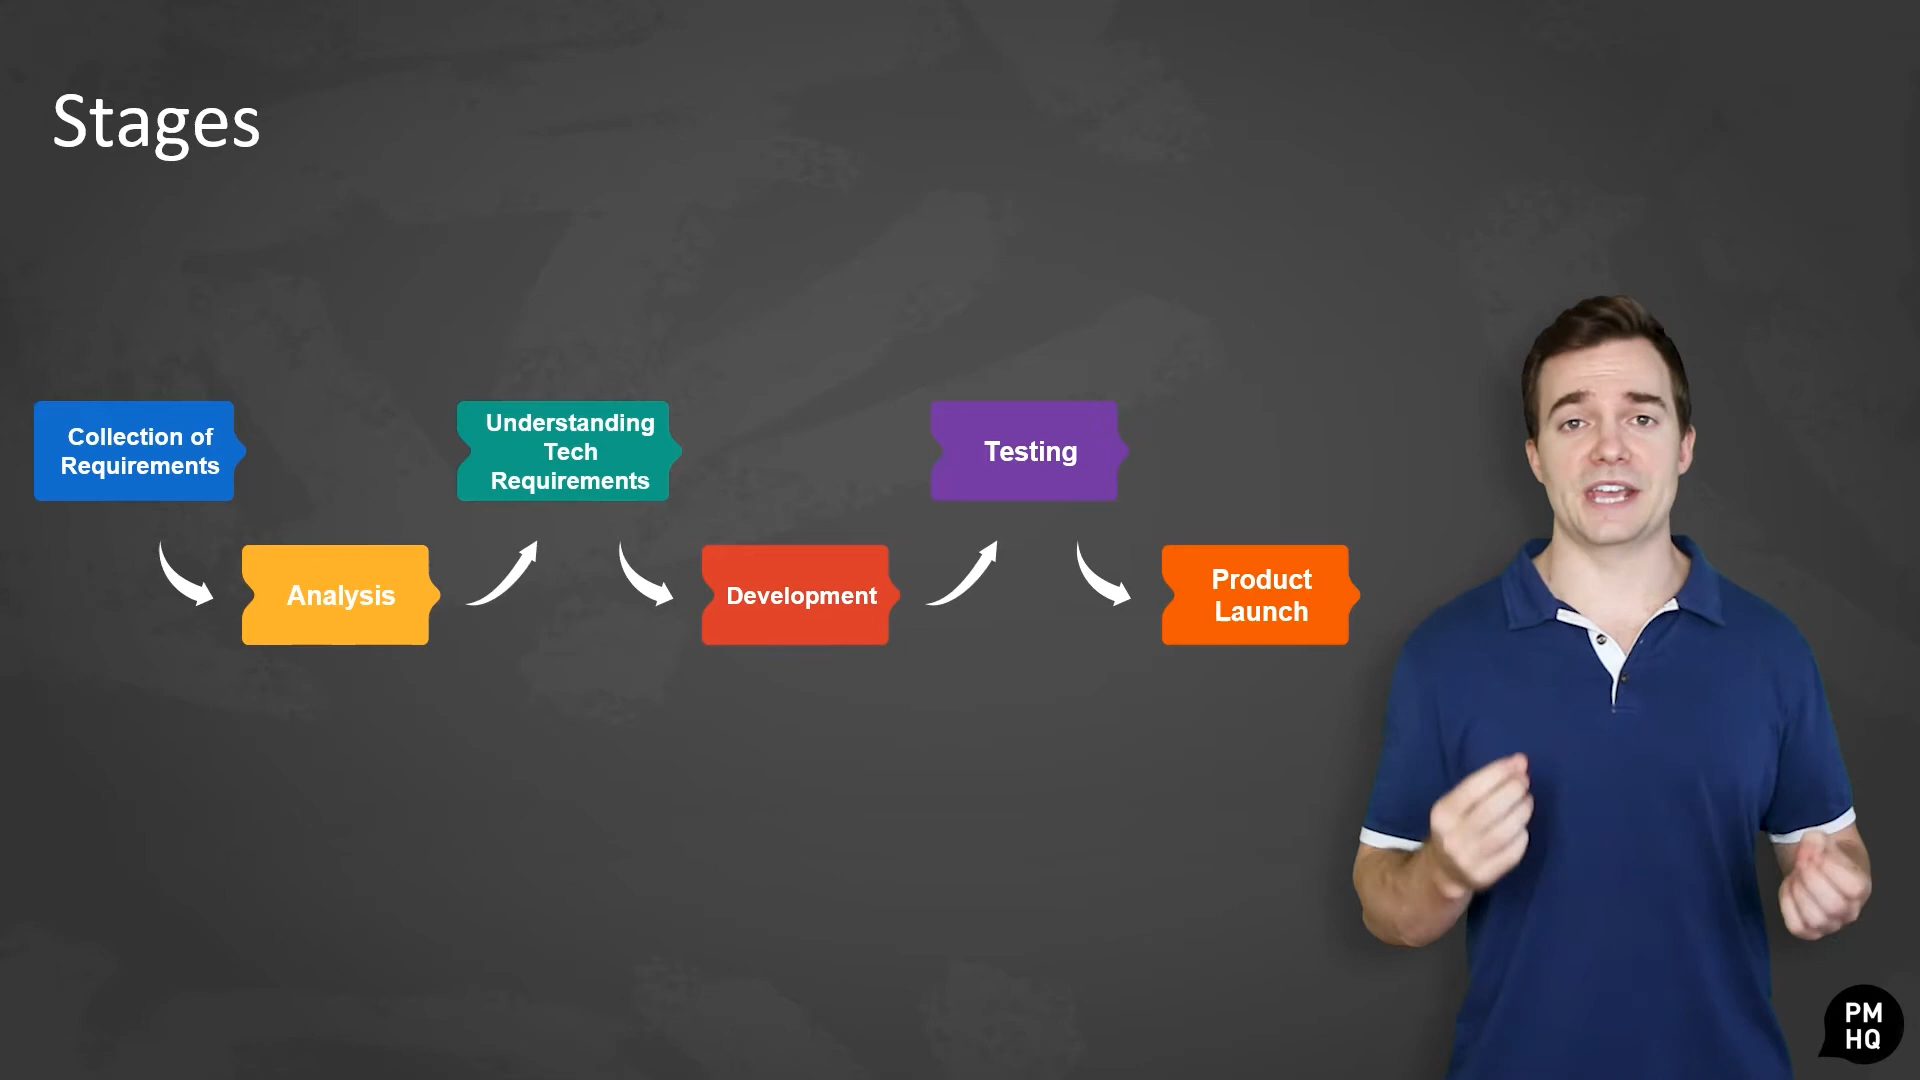 Stages
Collection of
Requirements
Analysis
Understanding
Tech
Requirements
Development
Testing
Product
Launch
PM
HQ